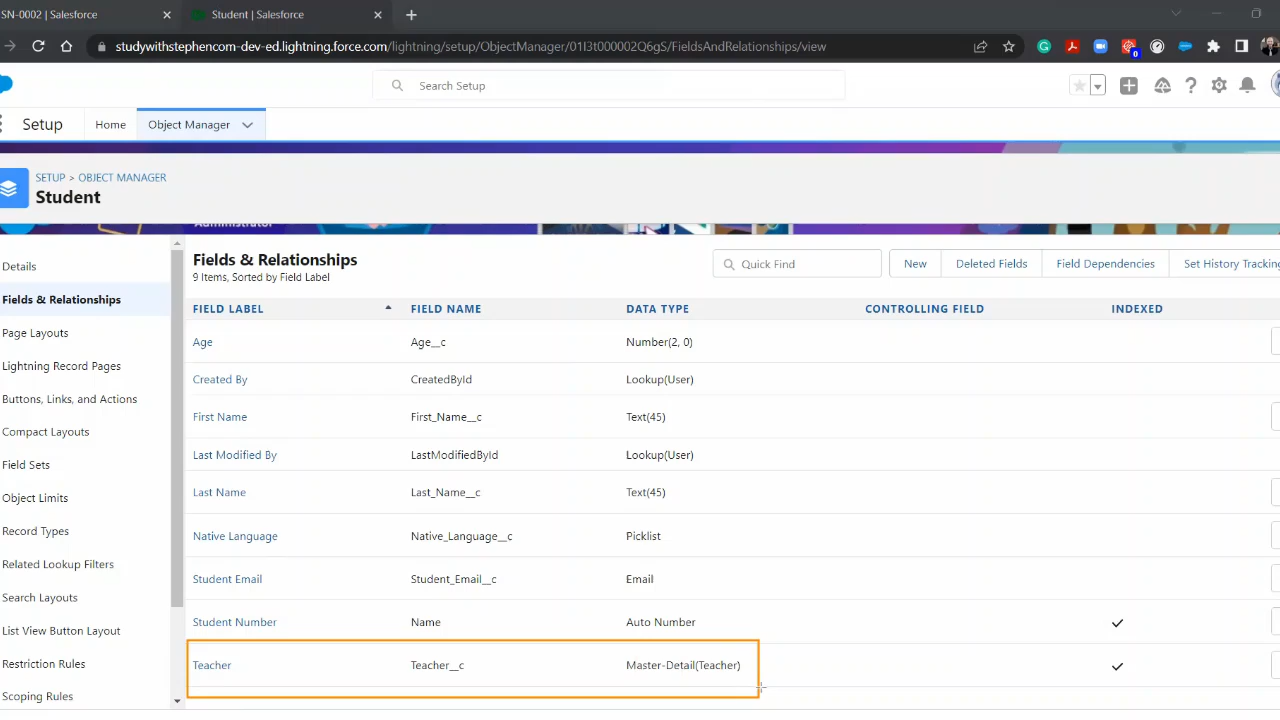 SN-0002 | Salesforce
Student | Salesforce
studywithstephencom-dev-ed.lightning.force.com/lightning/setup/ObjectManager/01I3t000002Q6gS/FieldsAndRelationships/view
0
Search Setup
Setup
Home
Object Manager
SETUP > OBJECT MANAGER
Student
Administrator
Details
Fields & Relationships
Page Layouts
Lightning Record Pages
Buttons, Links, and Actions
Compact Layouts
Field Sets
Object Limits
Record Types
Related Lookup Filters
Search Layouts
List View Button Layout
Restriction Rules
Scoping Rules
Fields & Relationships
9 Items, Sorted by Field Label
Quick Find
New
Deleted Fields
Field Dependencies
Set History Tracking
FIELD LABEL FIELD NAME DATA TYPE CONTROLLING FIELD INDEXED
Age Age__c Number(2, 0)
Created By CreatedById Lookup(User)
First Name First_Name__c Text(45)
Last Modified By LastModifiedById Lookup(User)
Last Name Last_Name__c Text(45)
Native Language Native_Language__c Picklist
Student Email Student_Email__c Email
Student Number Name Auto Number
Teacher Teacher__c Master-Detail(Teacher)